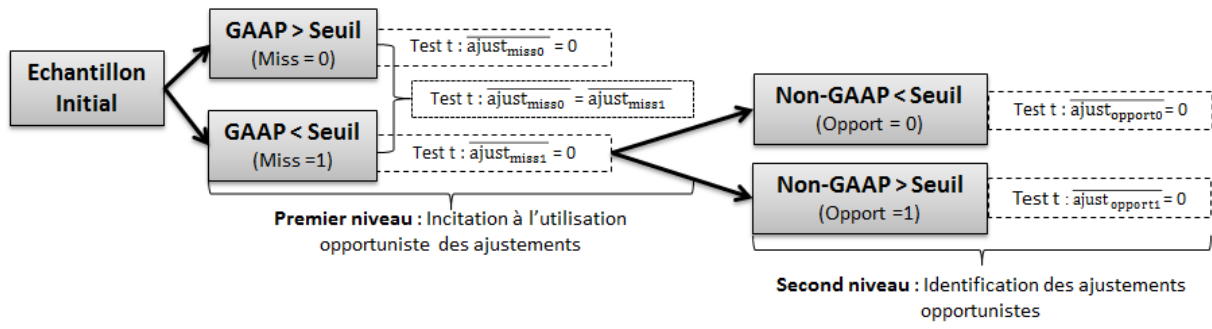 Echantillon
Initial
GAAP > Seuil
(Miss = 0)
Test t : ajust_miss0 = 0
Test t : ajust_miss0 = ajust_miss1
GAAP < Seuil
(Miss =1)
Test t : ajust_miss1 = 0
Premier niveau : Incitation à l'utilisation
opportuniste des ajustements
Non-GAAP < Seuil
(Opport = 0)
Test t : ajust_opport0 = 0
Non-GAAP > Seuil
(Opport =1)
Test t : ajust_opport1 = 0
Second niveau : Identification des ajustements
opportunistes